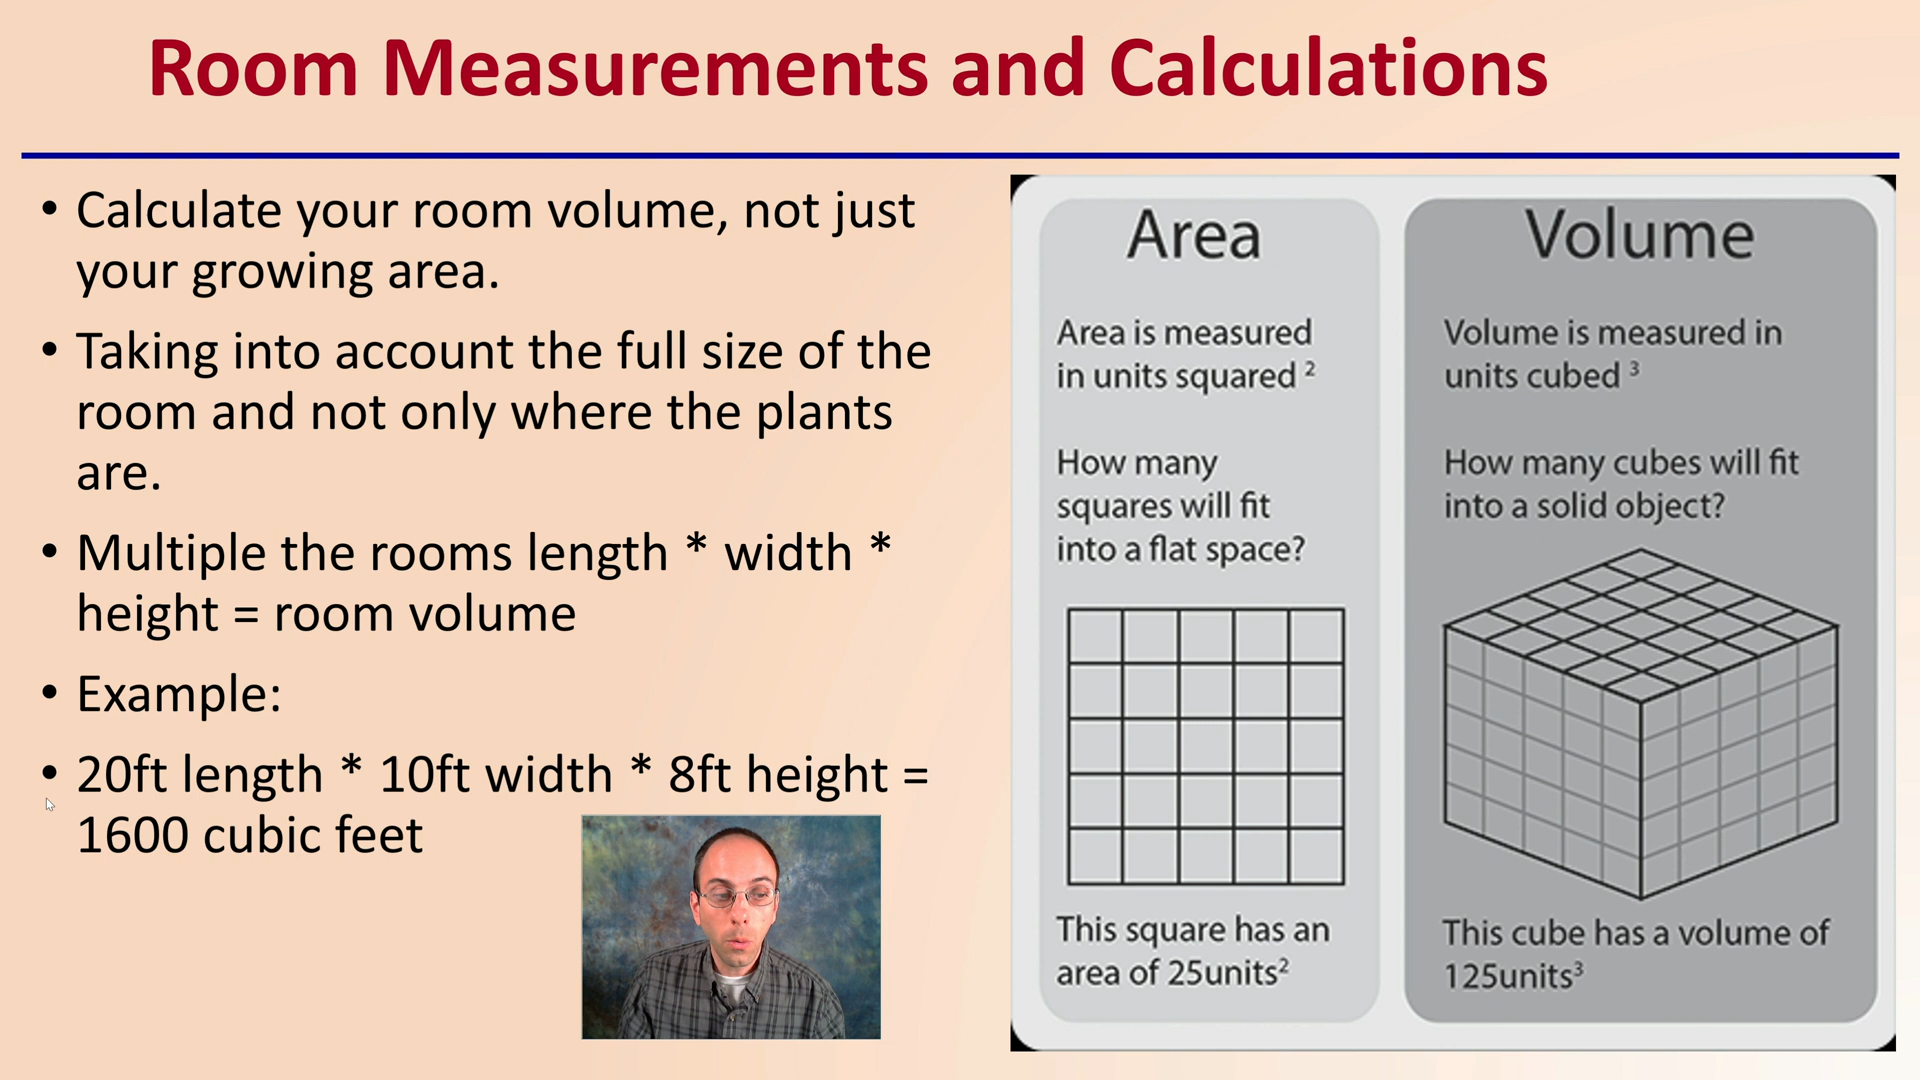 Room Measurements and Calculations
• Calculate your room volume, not just
your growing area.
• Taking into account the full size of the
room and not only where the plants
are.
• Multiple the rooms length * width *
height = room volume
• Example:
• 20ft length * 10ft width * 8ft height =
1600 cubic feet
Area
Area is measured
in units squared ²
How many
squares will fit
into a flat space?
This square has an
area of 25units²
Volume
Volume is measured in
units cubed ³
How many cubes will fit
into a solid object?
This cube has a volume of
125units³